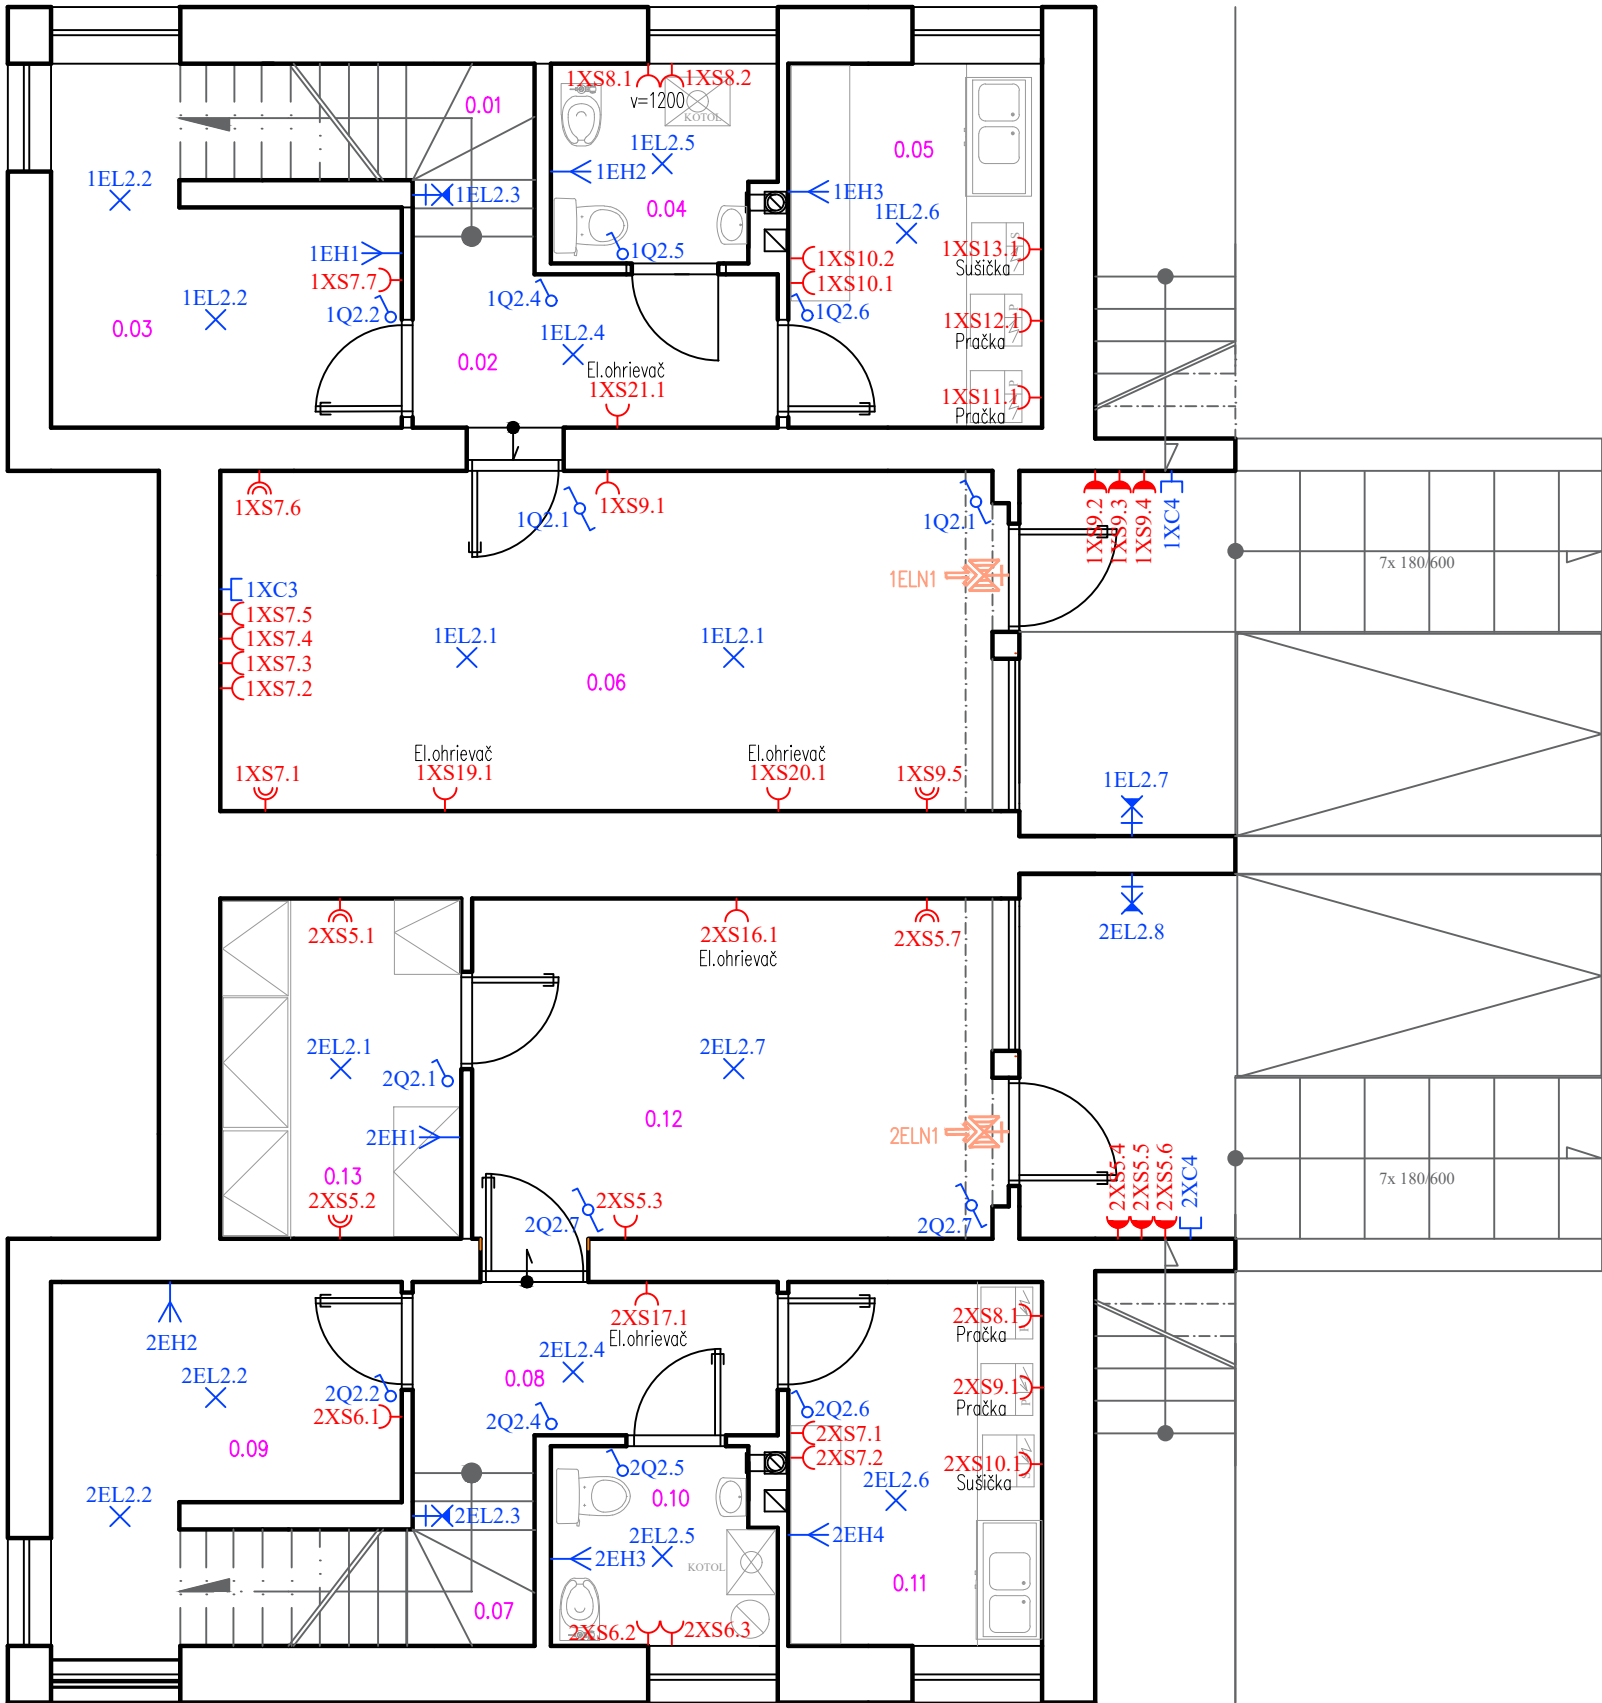 0.01
1XS8.1
1XS8.2
v=1200
KOTOL
1EL2.5
0.05
1EL2.2
1EH2
1EL2.3
1EH3
0.04
1EL2.6
1EH1
1Q2.5
1XS13.1
Sušička
1XS10.2
1XS7.7
1XS10.1
1EL2.2
1Q2.4
1Q2.2
1Q2.6
0.03
1EL2.4
1XS12.1
Pračka
0.02
El.ohrievač
1XS21.1
1XS11.1
Pračka
1XS7.6
1XS9.1
1Q2.1
1Q2.1
1XS9.2
1XS9.3
1XS9.4
1XC4
7x 180/600
1ELN1
1XC3
1XS7.5
1XS7.4
1XS7.3
1XS7.2
1EL2.1
1EL2.1
0.06
El.ohrievač
El.ohrievač
1XS7.1
1XS19.1
1XS20.1
1XS9.5
1EL2.7
2XS5.1
2XS16.1
El.ohrievač
2XS5.7
2EL2.8
2EL2.1
2EL2.7
2Q2.1
0.12
2EH1
2ELN1
0.13
2XS5.2
2XS5.3
2Q2.7
2Q2.7
2XS5.4
2XS5.5
2XS5.6
2XC4
7x 180/600
2EH2
2XS17.1
El.ohrievač
2XS8.1
Pračka
2EL2.4
2EL2.2
0.08
2Q2.2
2XS9.1
Pračka
2XS6.1
2Q2.4
2Q2.6
2XS7.1
2XS7.2
0.09
2Q2.5
2XS10.1
Sušička
2EL2.2
0.10
2EL2.6
2EL2.3
2EL2.5
2EH4
2EH3
KOTOL
0.11
0.07
2XS6.2
2XS6.3